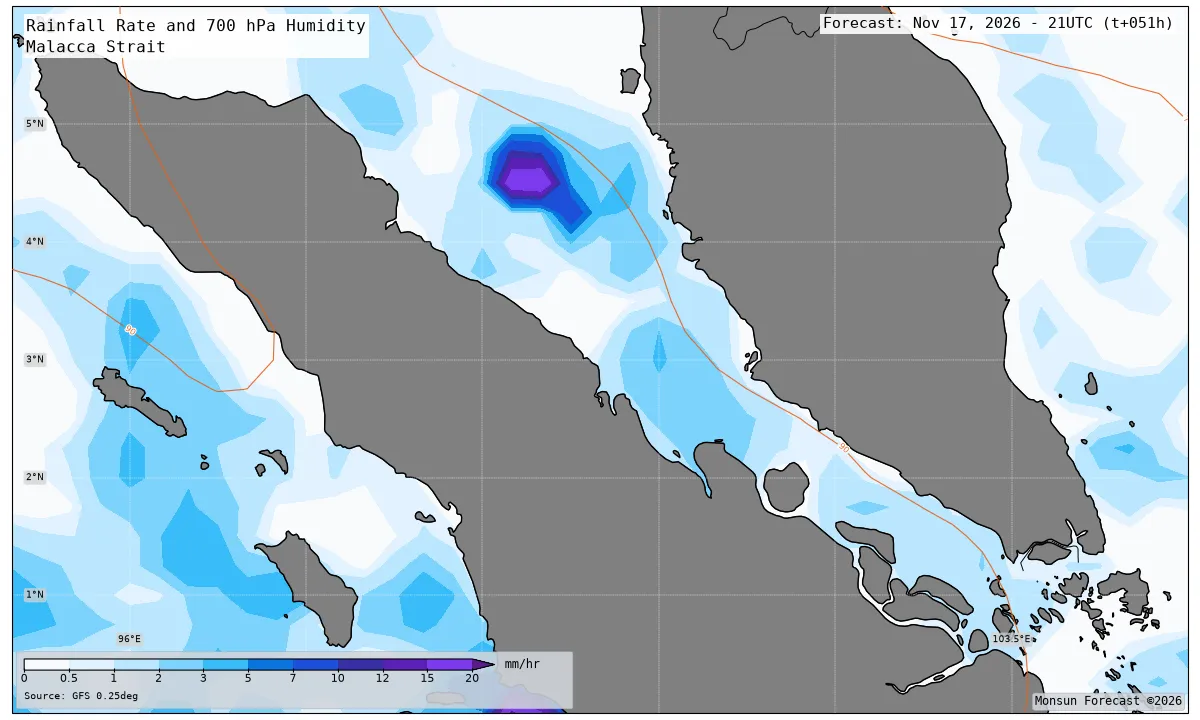 Rainfall Rate and 700 hPa Humidity
Malacca Strait
Forecast: Nov 17, 2026 - 21UTC (t+051h)
5°N
4°N
90
3°N
90
2°N
1°N
96°E
103.5°E
0 0.5 1 2 3 5 7 10 12 15 20 mm/hr
Source: GFS 0.25deg
Monsun Forecast ©2026